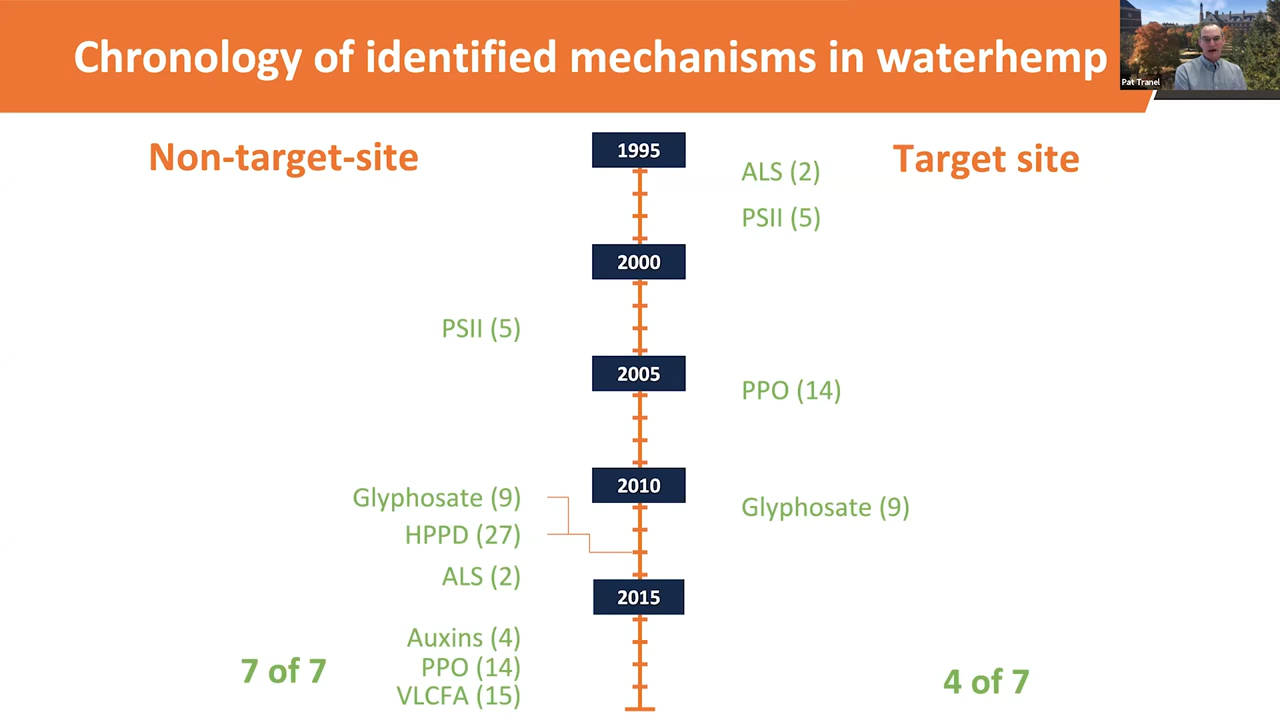 Chronology of identified mechanisms in waterhemp
Pat Tranel
Non-target-site
Target site
1995
ALS (2)
PSII (5)
2000
PSII (5)
2005
PPO (14)
2010
Glyphosate (9)
Glyphosate (9)
HPPD (27)
ALS (2)
2015
Auxins (4)
PPO (14)
VLCFA (15)
7 of 7
4 of 7